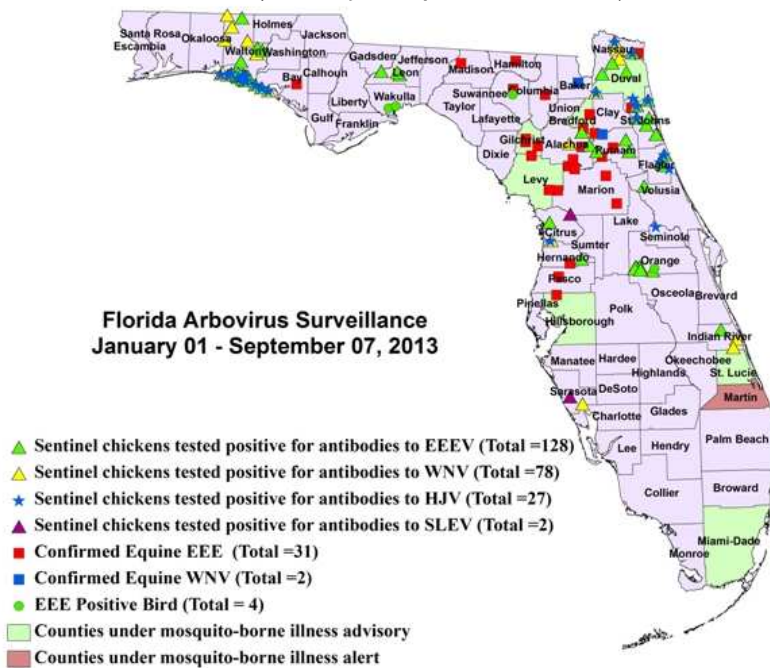 Holmes
Jackson
Santa Rosa
Escambia
Okaloosa
Walton
Washington
Bay
Calhoun
Gulf
Liberty
Franklin
Gadsden
Leon
Jefferson
Wakulla
Madison
Taylor
Hamilton
Suwannee
Columbia
Lafayette
Dixie
Gilchrist
Baker
Union
Bradford
Nassau
Duval
Clay
St. Johns
Alachua
Putnam
Flagler
Levy
Marion
Volusia
Citrus
Lake
Sumter
Seminole
Hernando
Orange
Pasco
Pinellas
Hillsborough
Polk
Osceola
Brevard
Indian River
Manatee
Hardee
Highlands
Okeechobee
St. Lucie
Sarasota
DeSoto
Martin
Charlotte
Glades
Lee
Hendry
Palm Beach
Collier
Broward
Monroe
Miami-Dade
Florida Arbovirus Surveillance
January 01 - September 07, 2013
Sentinel chickens tested positive for antibodies to EEEV (Total =128)
Sentinel chickens tested positive for antibodies to WNV (Total =78)
Sentinel chickens tested positive for antibodies to HJV (Total =27)
Sentinel chickens tested positive for antibodies to SLEV (Total =2)
Confirmed Equine EEE (Total =31)
Confirmed Equine WNV (Total =2)
EEE Positive Bird (Total = 4)
Counties under mosquito-borne illness advisory
Counties under mosquito-borne illness alert